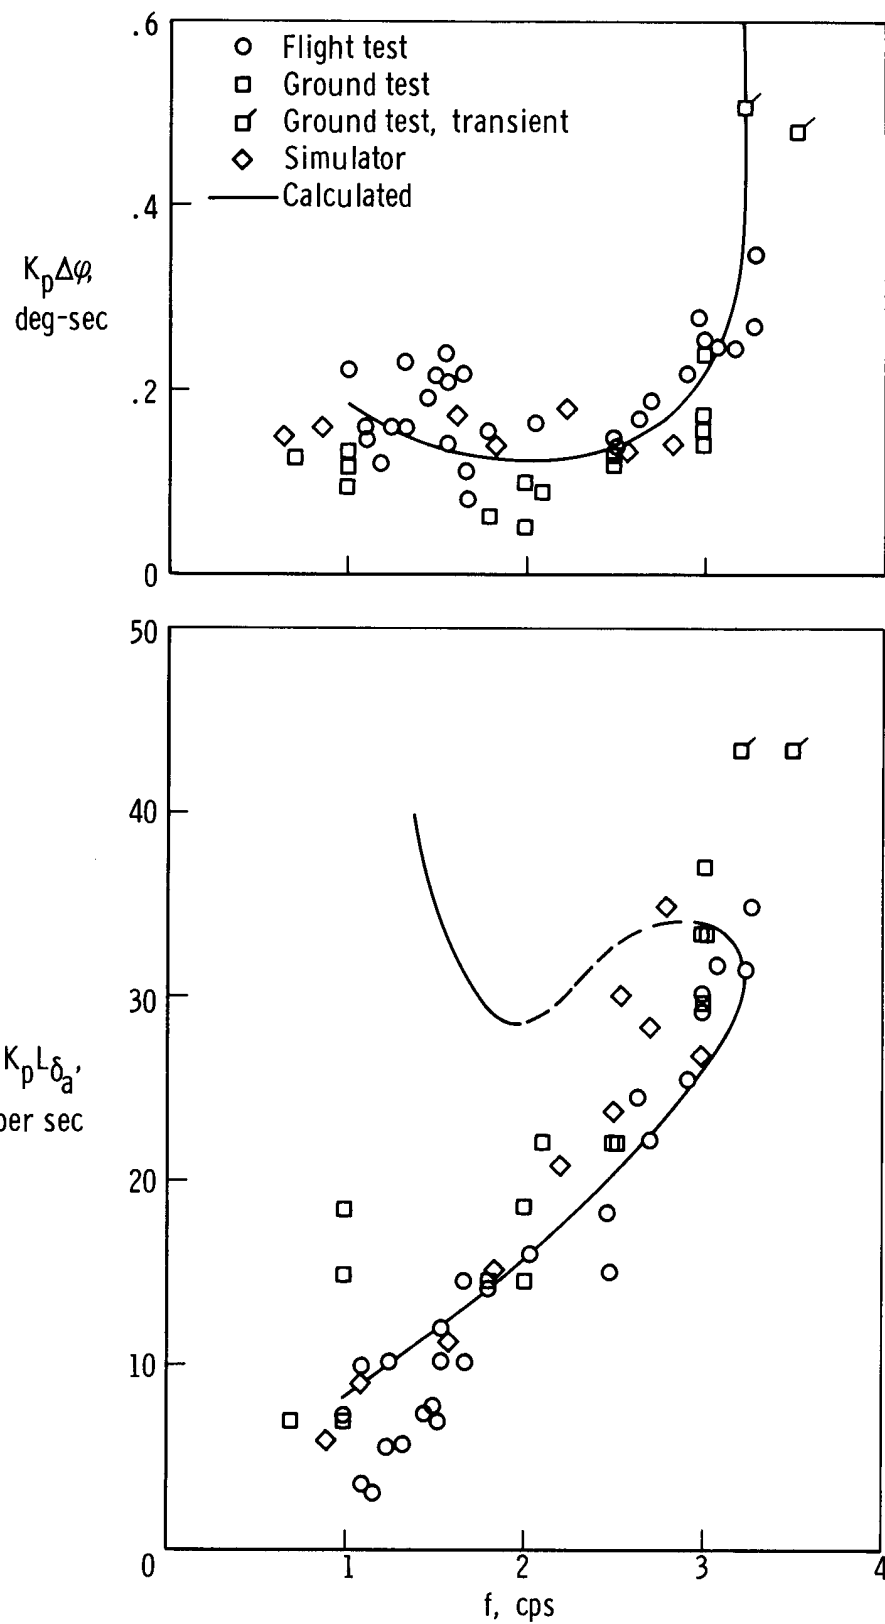 .6
Flight test
Ground test
Ground test, transient
Simulator
Calculated
.4
KpΔφ,
deg-sec
.2
0
50
40
30
KpLδa,
per sec
20
10
0
1
2
3
4
f, cps